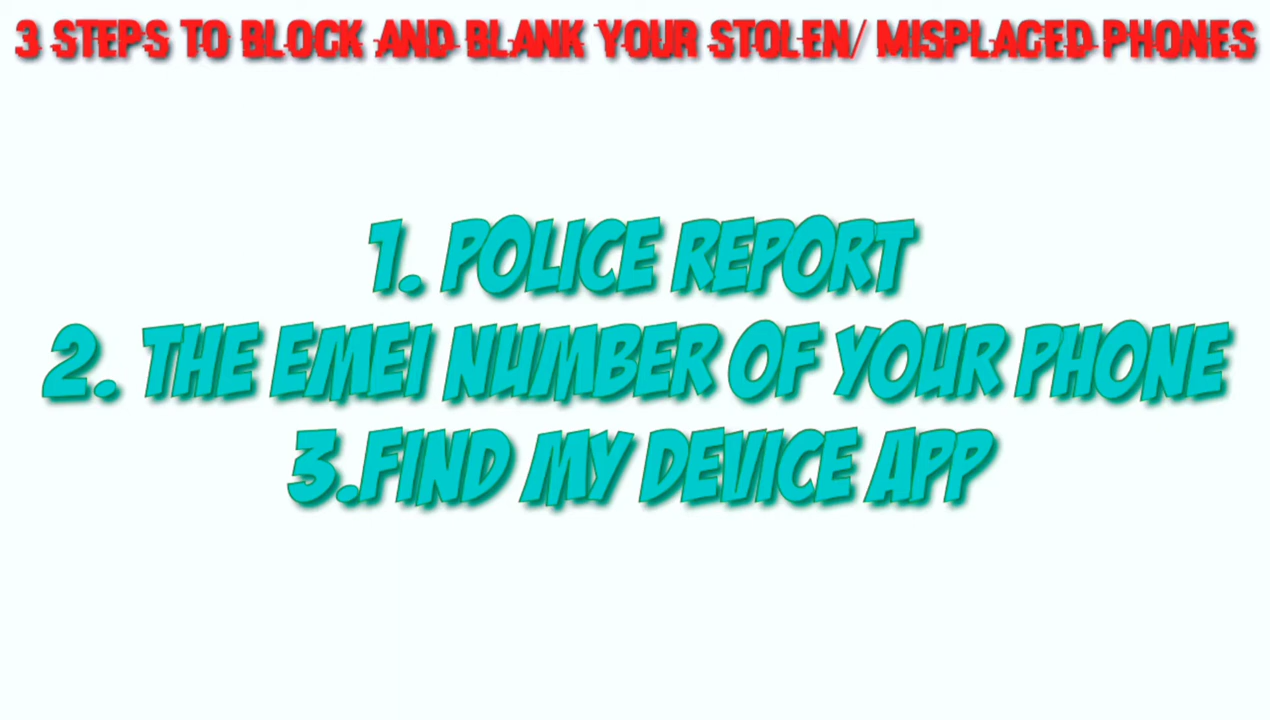 3 STEPS TO BLOCK AND BLANK YOUR STOLEN/ MISPLACED PHONES
1. POLICE REPORT
2. THE EMEI NUMBER OF YOUR PHONE
3.FIND MY DEVICE APP